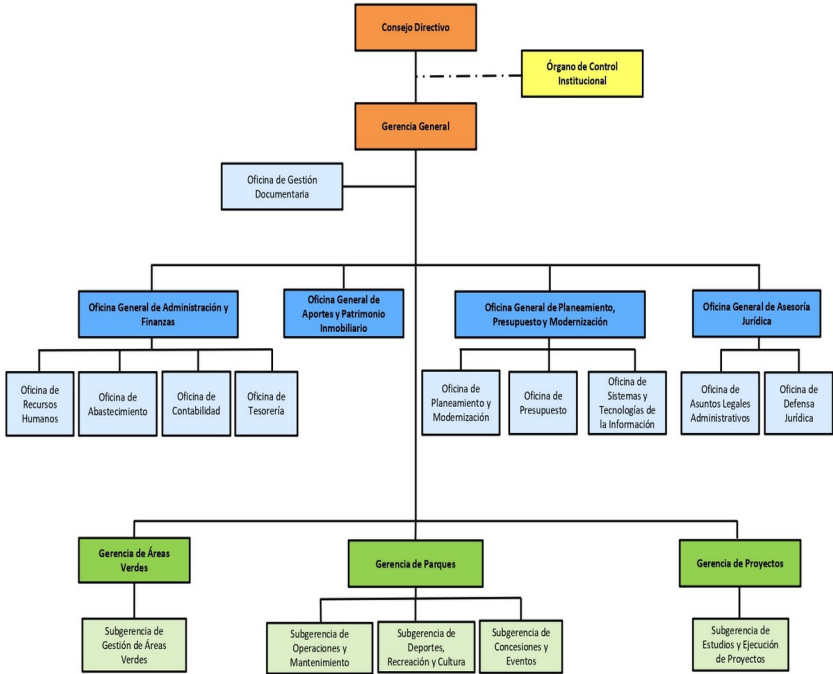 Consejo Directivo
Órgano de Control
Institucional
Gerencia General
Oficina de Gestión
Documentaria
Oficina General de Administración y
Finanzas
Oficina General de
Aportes y Patrimonio
Inmobiliario
Oficina General de Planeamiento,
Presupuesto y Modernización
Oficina General de Asesoría
Jurídica
Oficina de
Recursos
Humanos
Oficina de
Abastecimiento
Oficina de
Contabilidad
Oficina de
Tesorería
Oficina de
Planeamiento y
Modernización
Oficina de
Presupuesto
Oficina de
Sistemas y
Tecnologías de
la Información
Oficina de
Asuntos Legales
Administrativos
Oficina de
Defensa
Jurídica
Gerencia de Áreas
Verdes
Gerencia de Parques
Gerencia de Proyectos
Subgerencia de
Gestión de Áreas
Verdes
Subgerencia de
Operaciones y
Mantenimiento
Subgerencia de
Deportes,
Recreación y Cultura
Subgerencia de
Concesiones y
Eventos
Subgerencia de
Estudios y Ejecución
de Proyectos